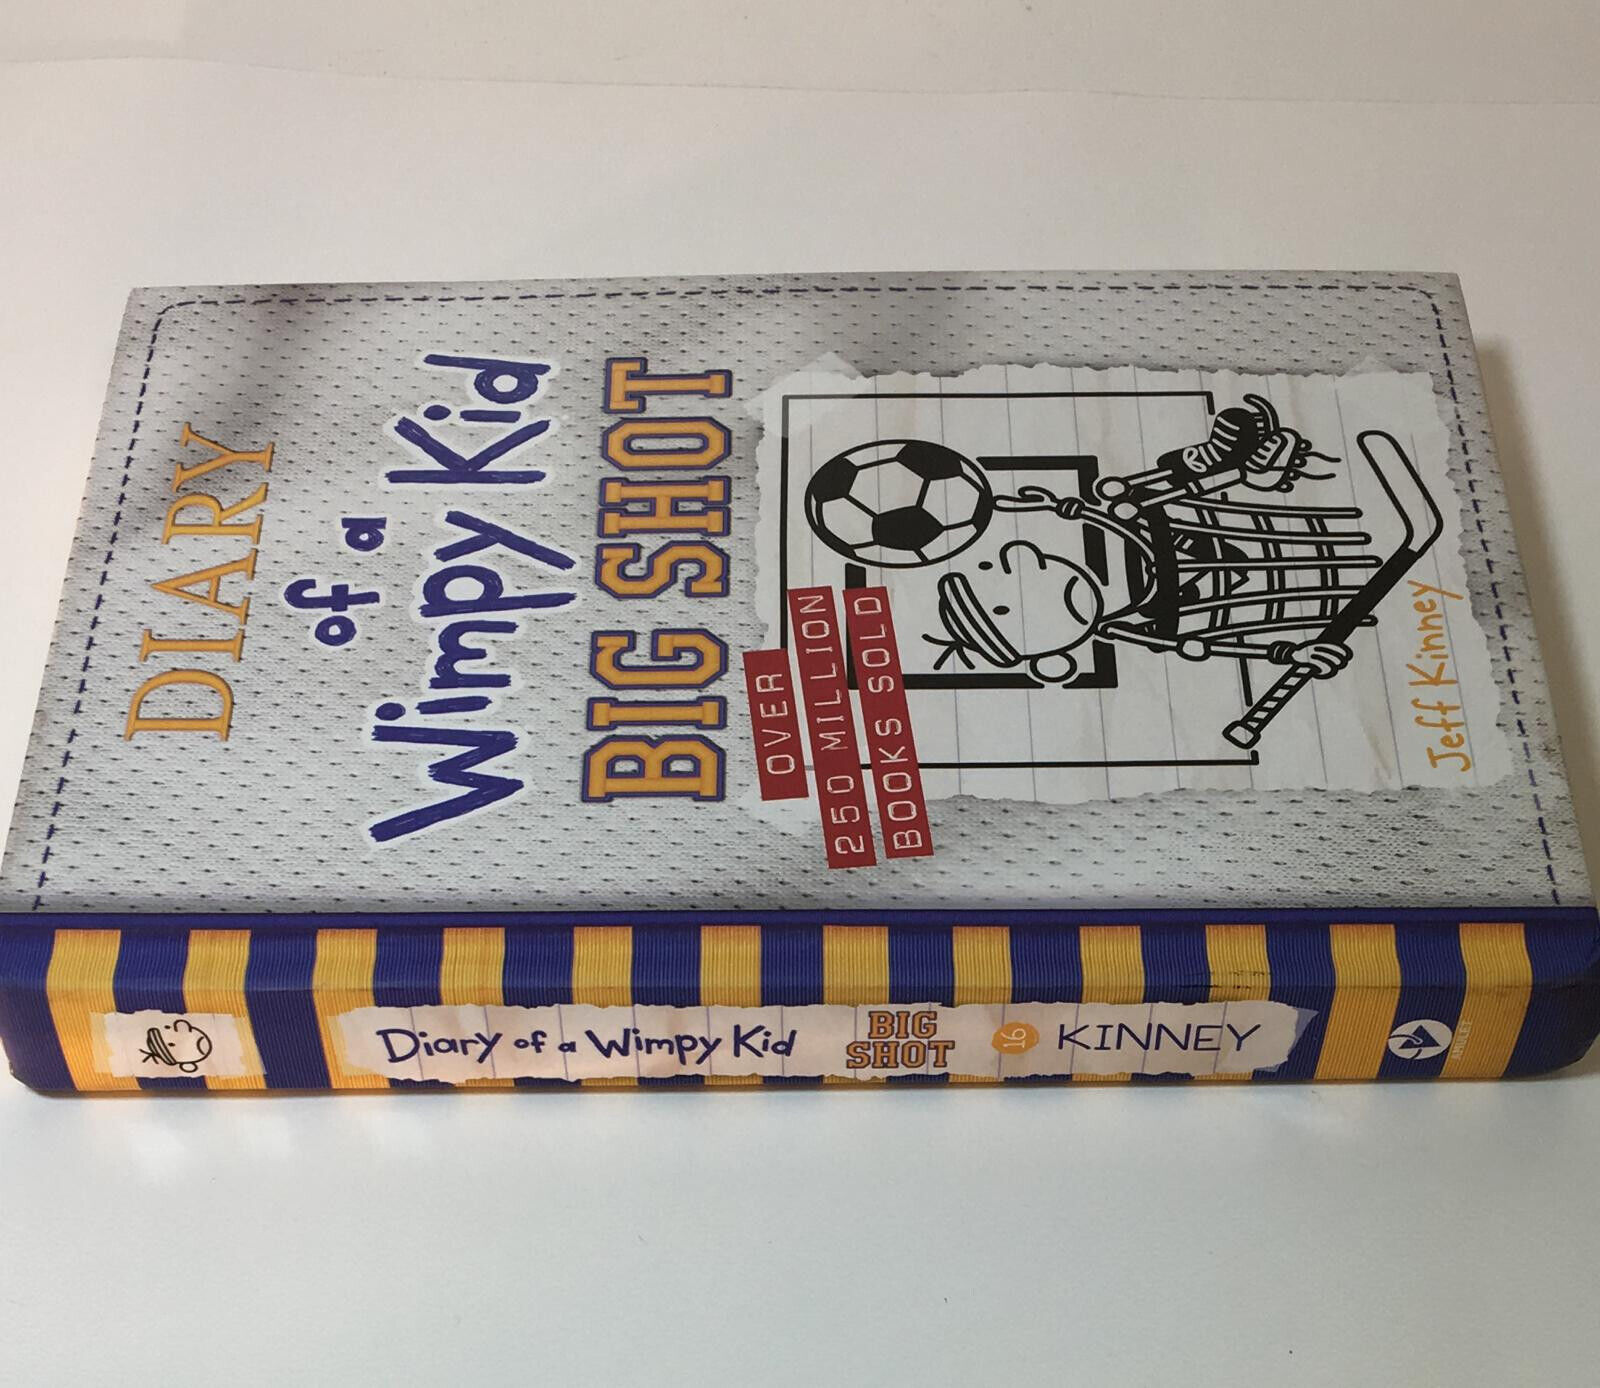 DIARY
of a
Wimpy Kid
BIG SHOT
OVER
250 MILLION
BOOKS SOLD
Jeff Kinney
Diary of a Wimpy Kid
BIG
SHOT
16
KINNEY
AMULET